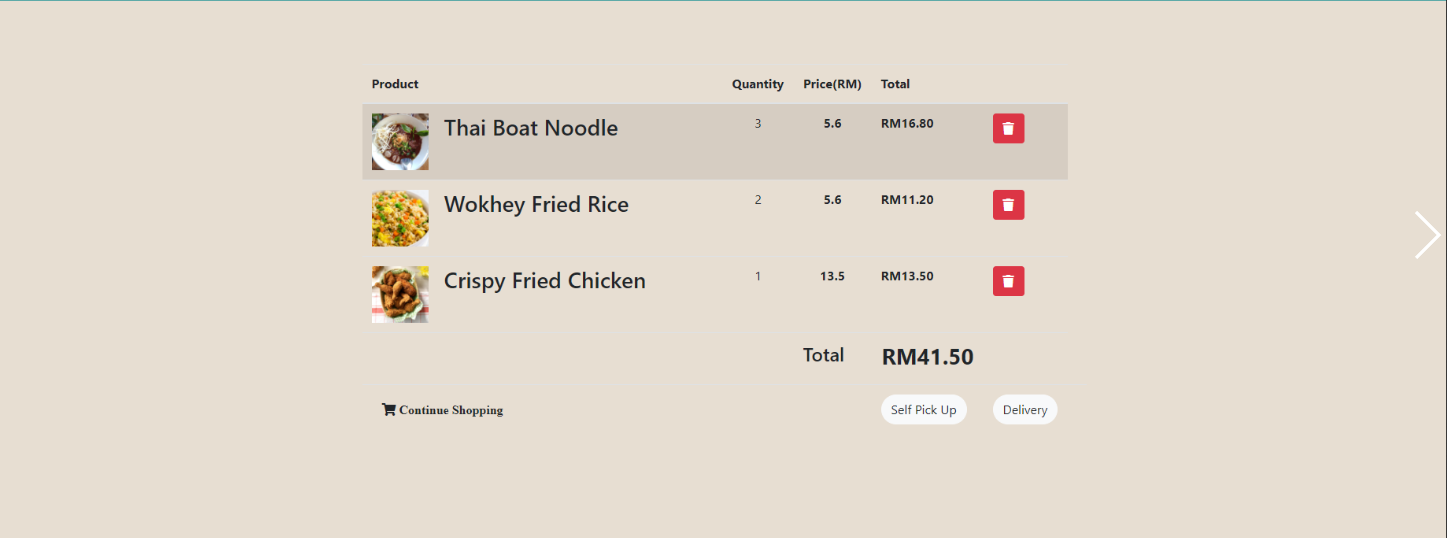 Product Quantity Price(RM) Total
Thai Boat Noodle 3 5.6 RM16.80
Wokhey Fried Rice 2 5.6 RM11.20
Crispy Fried Chicken 1 13.5 RM13.50
Total RM41.50
Continue Shopping Self Pick Up Delivery